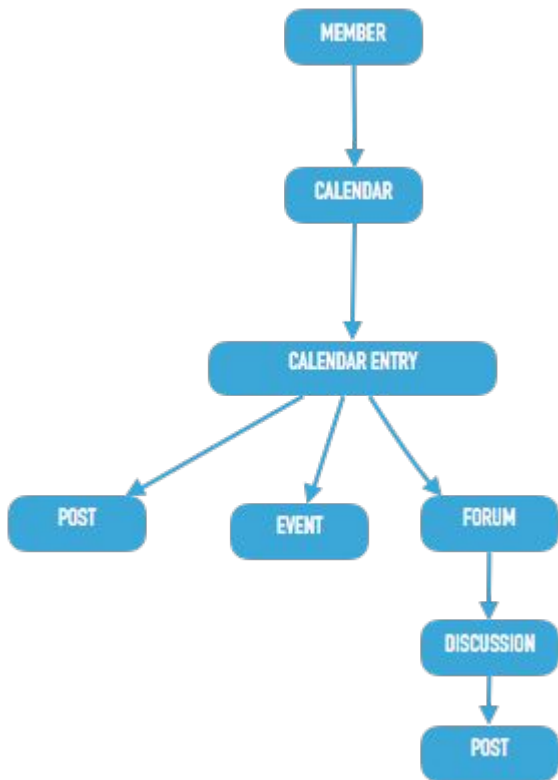 MEMBER
CALENDAR
CALENDAR ENTRY
POST
EVENT
FORUM
DISCUSSION
POST